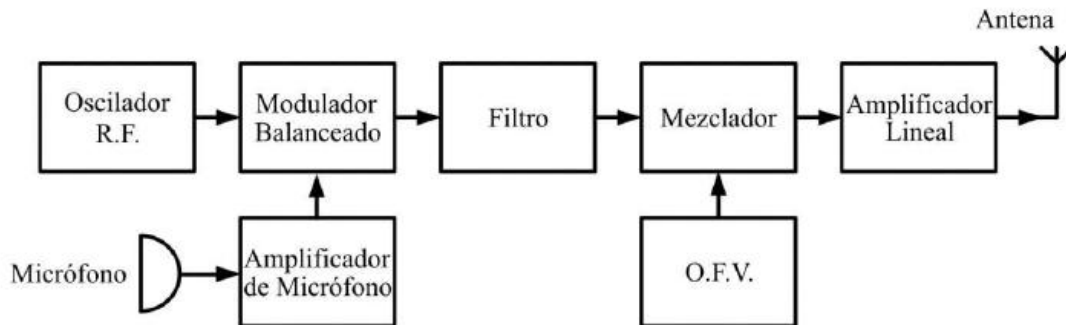 Antena
Oscilador
R.F.
Modulador
Balanceado
Filtro
Mezclador
Amplificador
Lineal
Micrófono
Amplificador
de Micrófono
O.F.V.